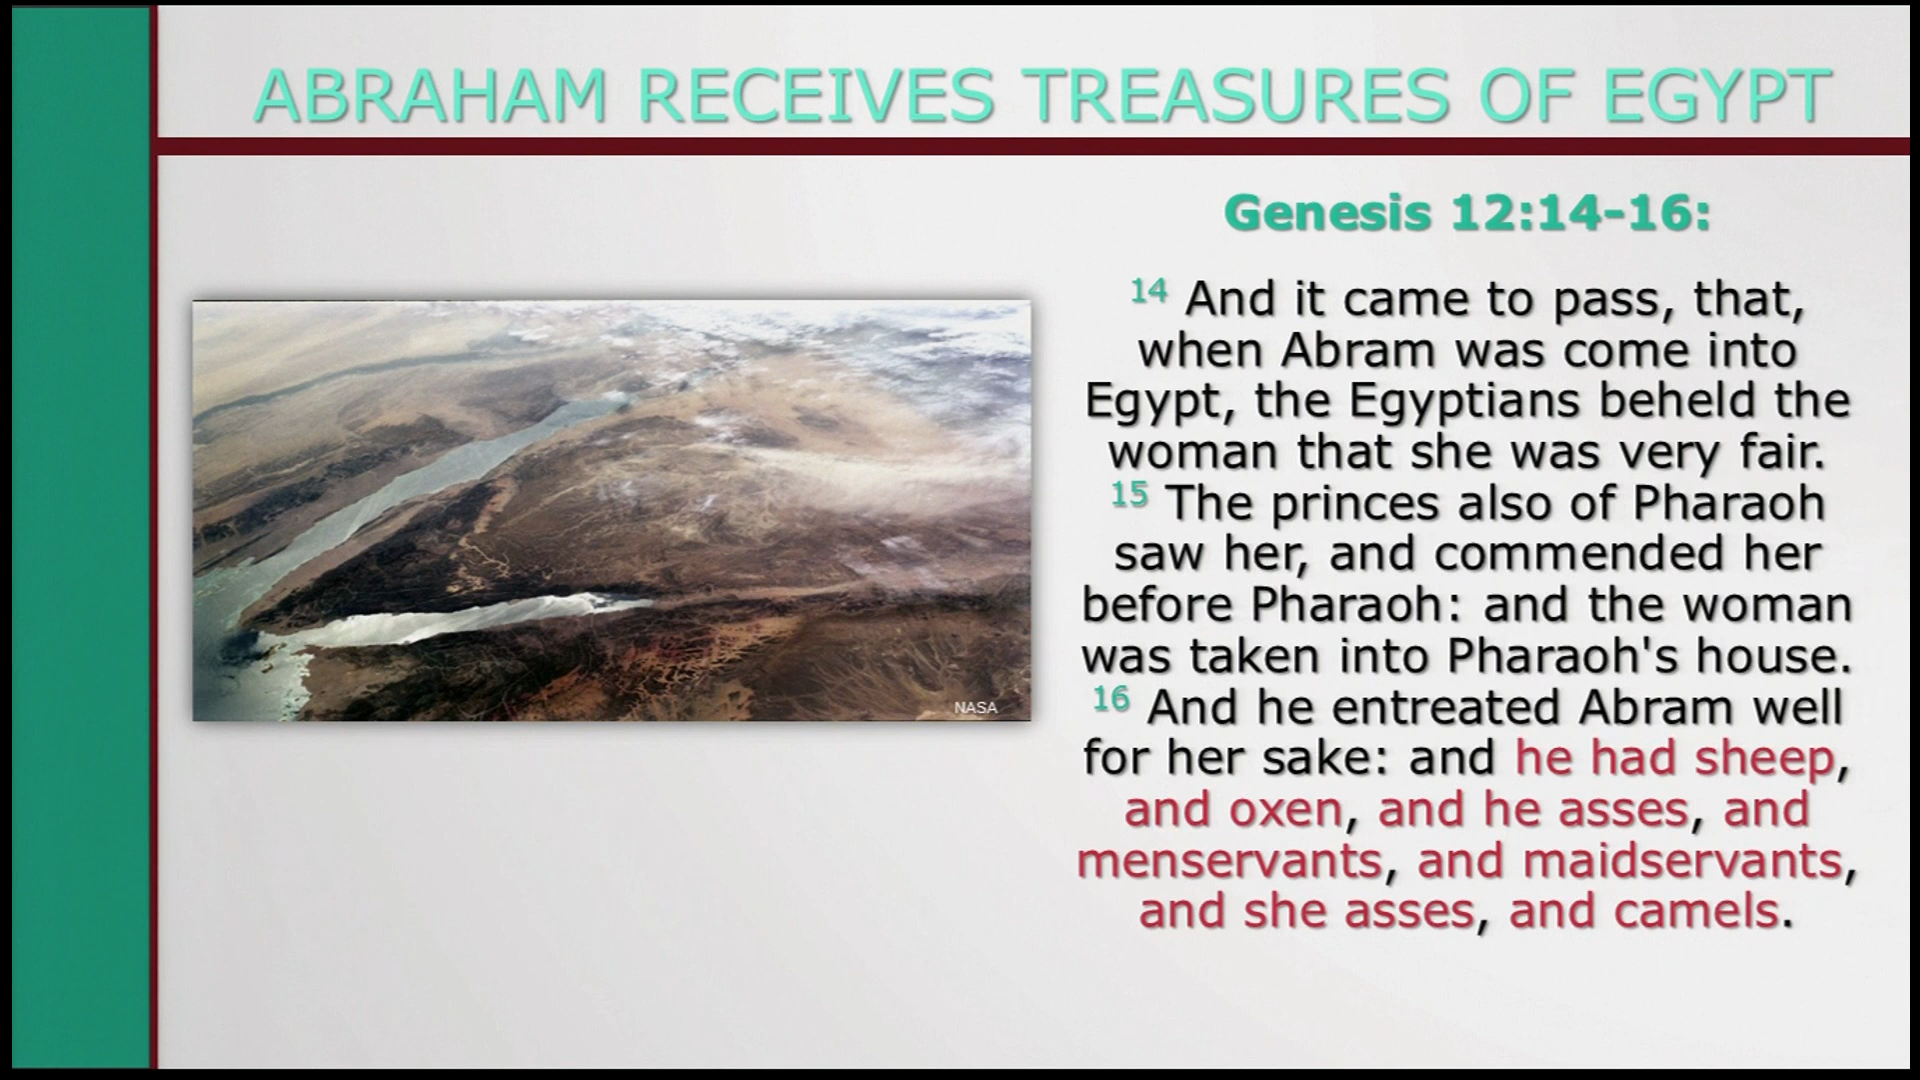 ABRAHAM RECEIVES TREASURES OF EGYPT
Genesis 12:14-16:
14 And it came to pass, that,
when Abram was come into
Egypt, the Egyptians beheld the
woman that she was very fair.
15 The princes also of Pharaoh
saw her, and commended her
before Pharaoh: and the woman
was taken into Pharaoh's house.
16 And he entreated Abram well
for her sake: and he had sheep,
and oxen, and he asses, and
menservants, and maidservants,
and she asses, and camels.
NASA